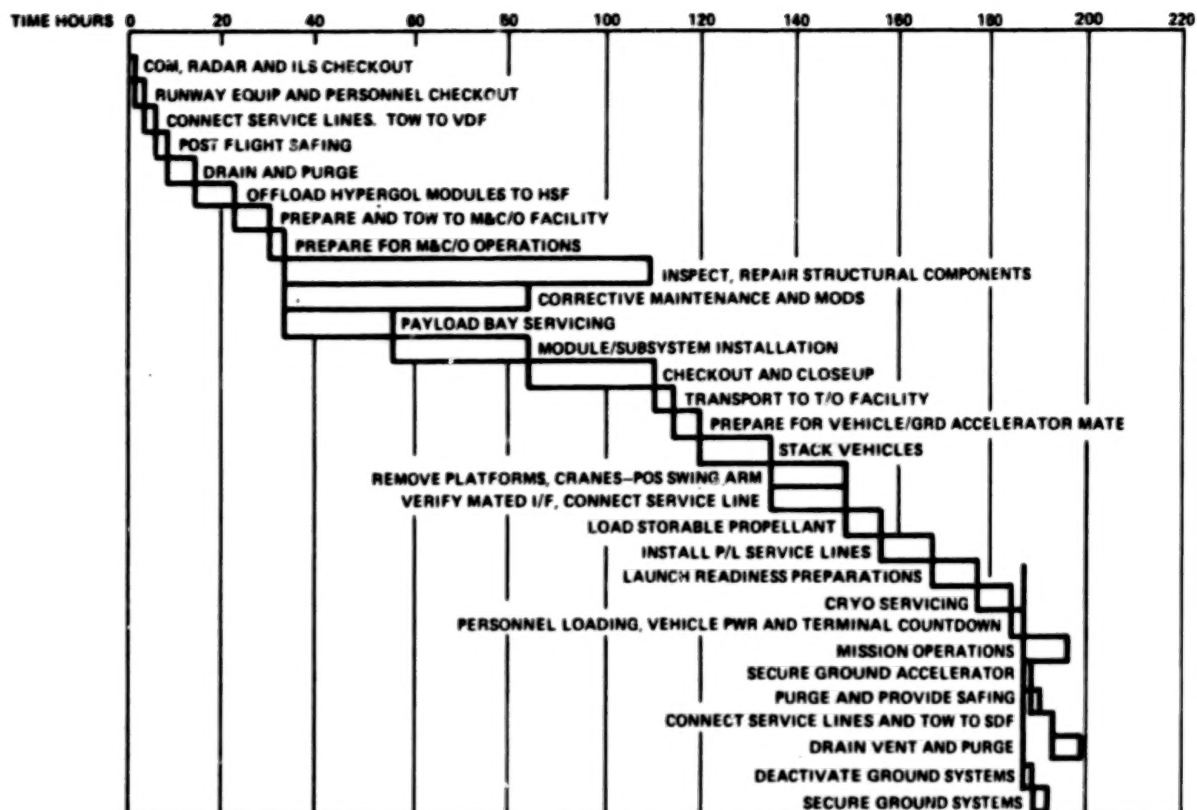 TIME HOURS 0 20 40 60 80 100 120 140 160 180 200 220
COM, RADAR AND ILS CHECKOUT
RUNWAY EQUIP AND PERSONNEL CHECKOUT
CONNECT SERVICE LINES. TOW TO VDF
POST FLIGHT SAFING
DRAIN AND PURGE
OFFLOAD HYPERGOL MODULES TO HSF
PREPARE AND TOW TO M&C/O FACILITY
PREPARE FOR M&C/O OPERATIONS
INSPECT, REPAIR STRUCTURAL COMPONENTS
CORRECTIVE MAINTENANCE AND MODS
PAYLOAD BAY SERVICING
MODULE/SUBSYSTEM INSTALLATION
CHECKOUT AND CLOSEUP
TRANSPORT TO T/O FACILITY
PREPARE FOR VEHICLE/GRD ACCELERATOR MATE
STACK VEHICLES
REMOVE PLATFORMS, CRANES–POS SWING ARM
VERIFY MATED I/F, CONNECT SERVICE LINE
LOAD STORABLE PROPELLANT
INSTALL P/L SERVICE LINES
LAUNCH READINESS PREPARATIONS
CRYO SERVICING
PERSONNEL LOADING, VEHICLE PWR AND TERMINAL COUNTDOWN
MISSION OPERATIONS
SECURE GROUND ACCELERATOR
PURGE AND PROVIDE SAFING
CONNECT SERVICE LINES AND TOW TO SDF
DRAIN VENT AND PURGE
DEACTIVATE GROUND SYSTEMS
SECURE GROUND SYSTEMS